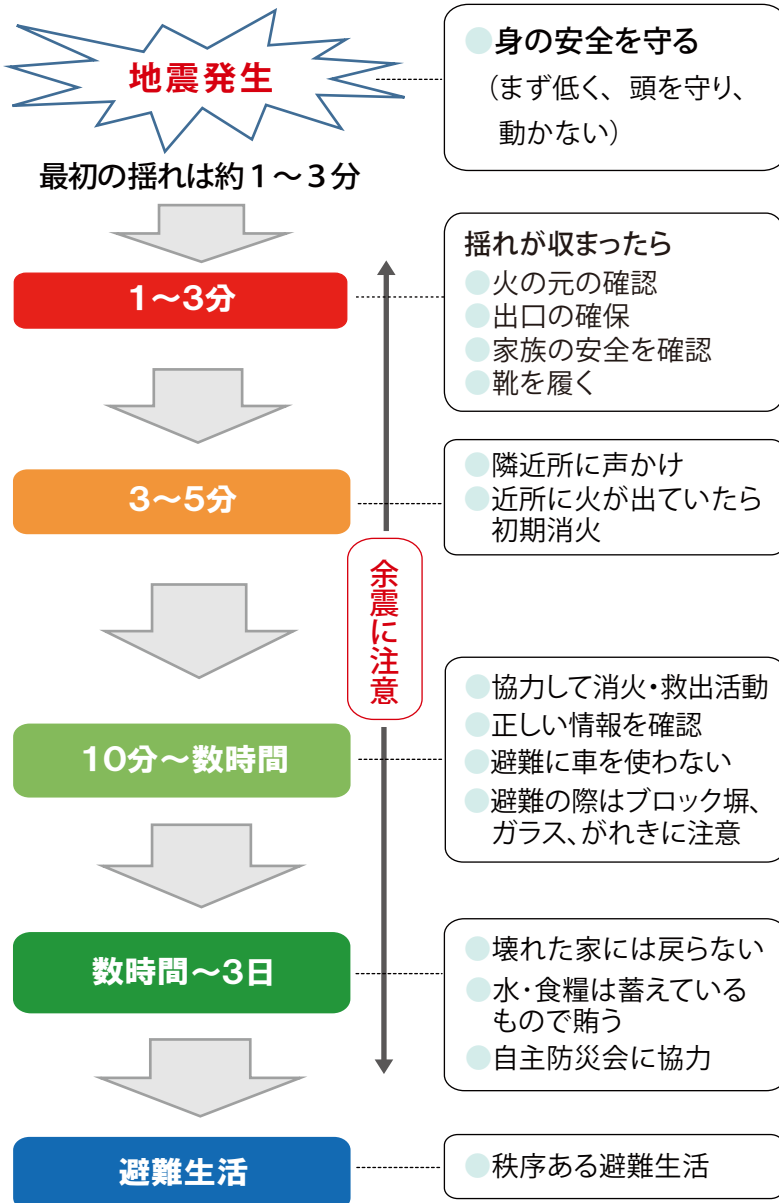 地震発生
●身の安全を守る
（まず低く、頭を守り、
動かない）
最初の揺れは約１～３分
1～3分
揺れが収まったら
●火の元の確認
●出口の確保
●家族の安全を確認
●靴を履く
3～5分
●隣近所に声かけ
●近所に火が出ていたら
初期消火
余震に注意
10分～数時間
●協力して消火・救出活動
●正しい情報を確認
●避難に車を使わない
●避難の際はブロック塀、
ガラス、がれきに注意
数時間～3日
●壊れた家には戻らない
●水・食糧は蓄えている
もので賄う
●自主防災会に協力
避難生活
●秩序ある避難生活